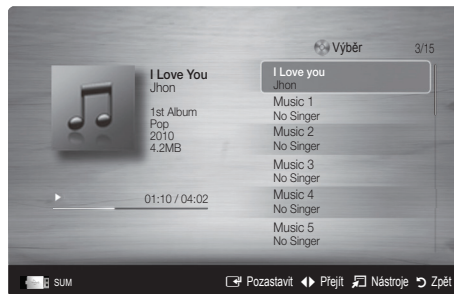 Výběr 3/15
I Love You
Jhon
1st Album
Pop
2010
4.2MB
01:10 / 04:02
I Love you
Jhon
Music 1
No Singer
Music 2
No Singer
Music 3
No Singer
Music 4
No Singer
Music 5
No Singer
SUM Pozastavit Přejít Nástroje Zpět